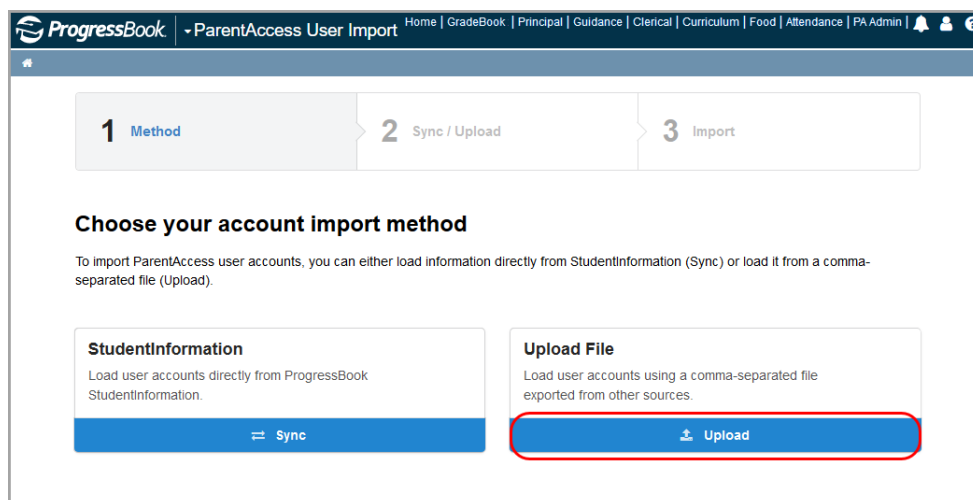 ProgressBook. ParentAccess User Import Home | GradeBook | Principal | Guidance | Clerical | Curriculum | Food | Attendance | PA Admin |
1 Method 2 Sync / Upload 3 Import
Choose your account import method
To import ParentAccess user accounts, you can either load information directly from StudentInformation (Sync) or load it from a comma-
separated file (Upload).
StudentInformation
Load user accounts directly from ProgressBook
StudentInformation.
Sync
Upload File
Load user accounts using a comma-separated file
exported from other sources.
Upload